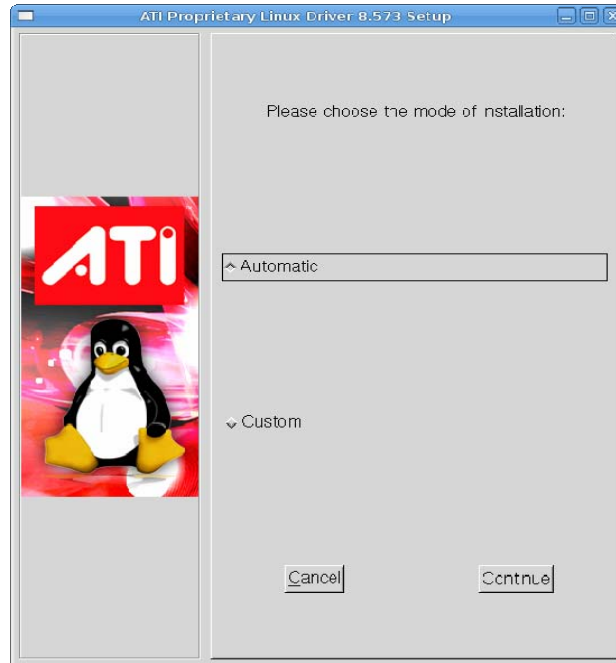 ATI Proprietary Linux Driver 8.573 Setup
Please choose the mode of installation:
ATI
Automatic
Custom
Cancel
Continue